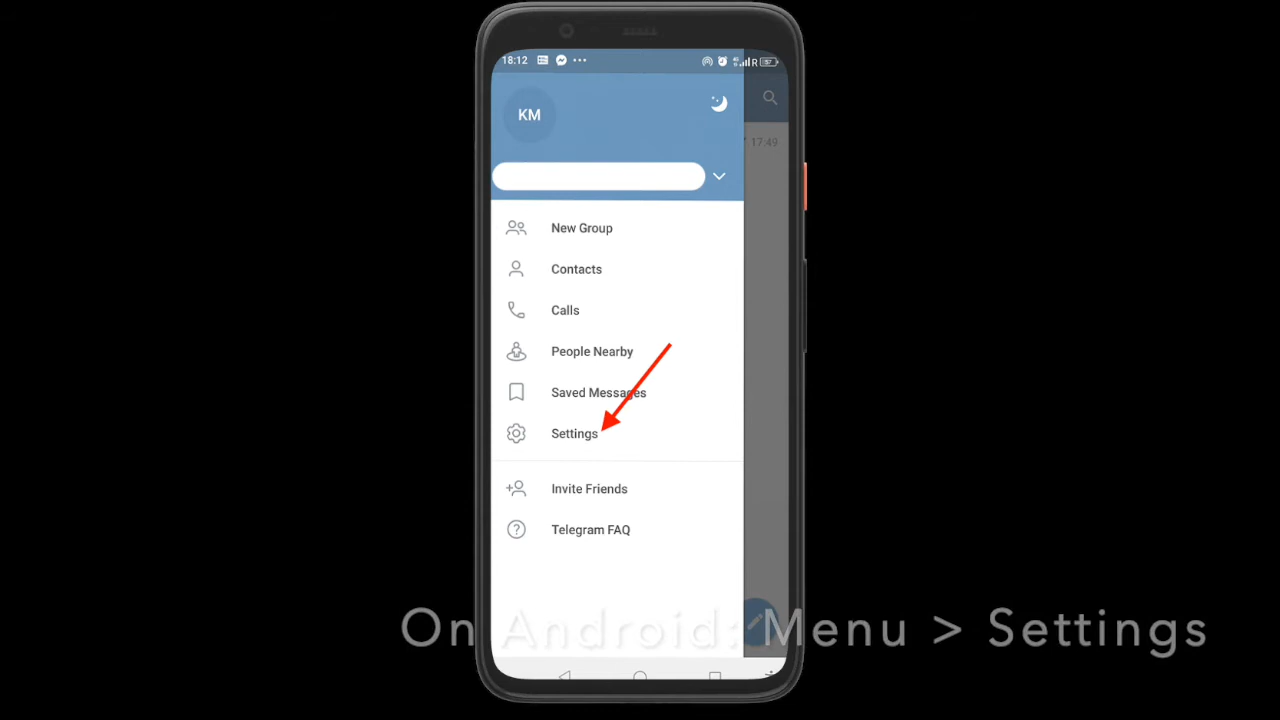 18:12
KM
17:49
New Group
Contacts
Calls
People Nearby
Saved Messages
Settings
Invite Friends
Telegram FAQ
On Android: Menu > Settings